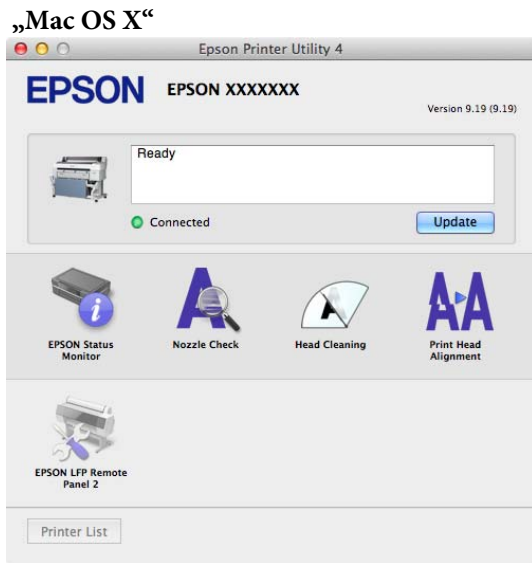 „Mac OS X“
Epson Printer Utility 4
EPSON
EPSON XXXXXXX
Version 9.19 (9.19)
Ready
Connected
Update
EPSON Status
Monitor
Nozzle Check
Head Cleaning
Print Head
Alignment
EPSON LFP Remote
Panel 2
Printer List